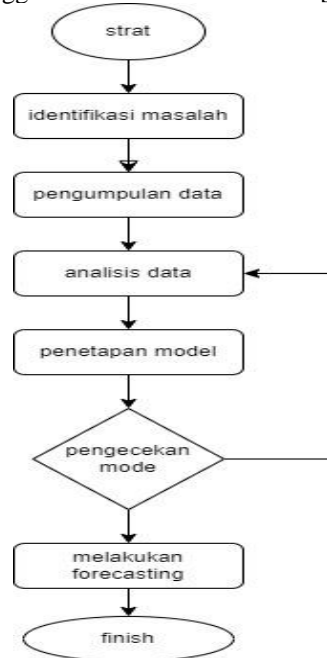 strat
identifikasi masalah
pengumpulan data
analisis data
penetapan model
pengecekan
mode
melakukan
forecasting
finish